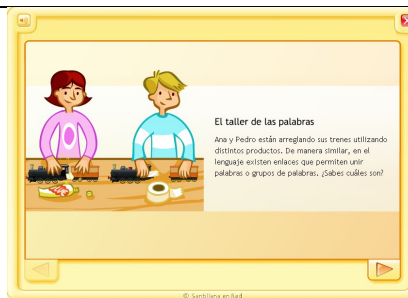 El taller de las palabras
Ana y Pedro están arreglando sus trenes utilizando
distintos productos. De manera similar, en el
lenguaje existen enlaces que permiten unir
palabras o grupos de palabras. ¿Sabes cuáles son?
© Santillana en Red